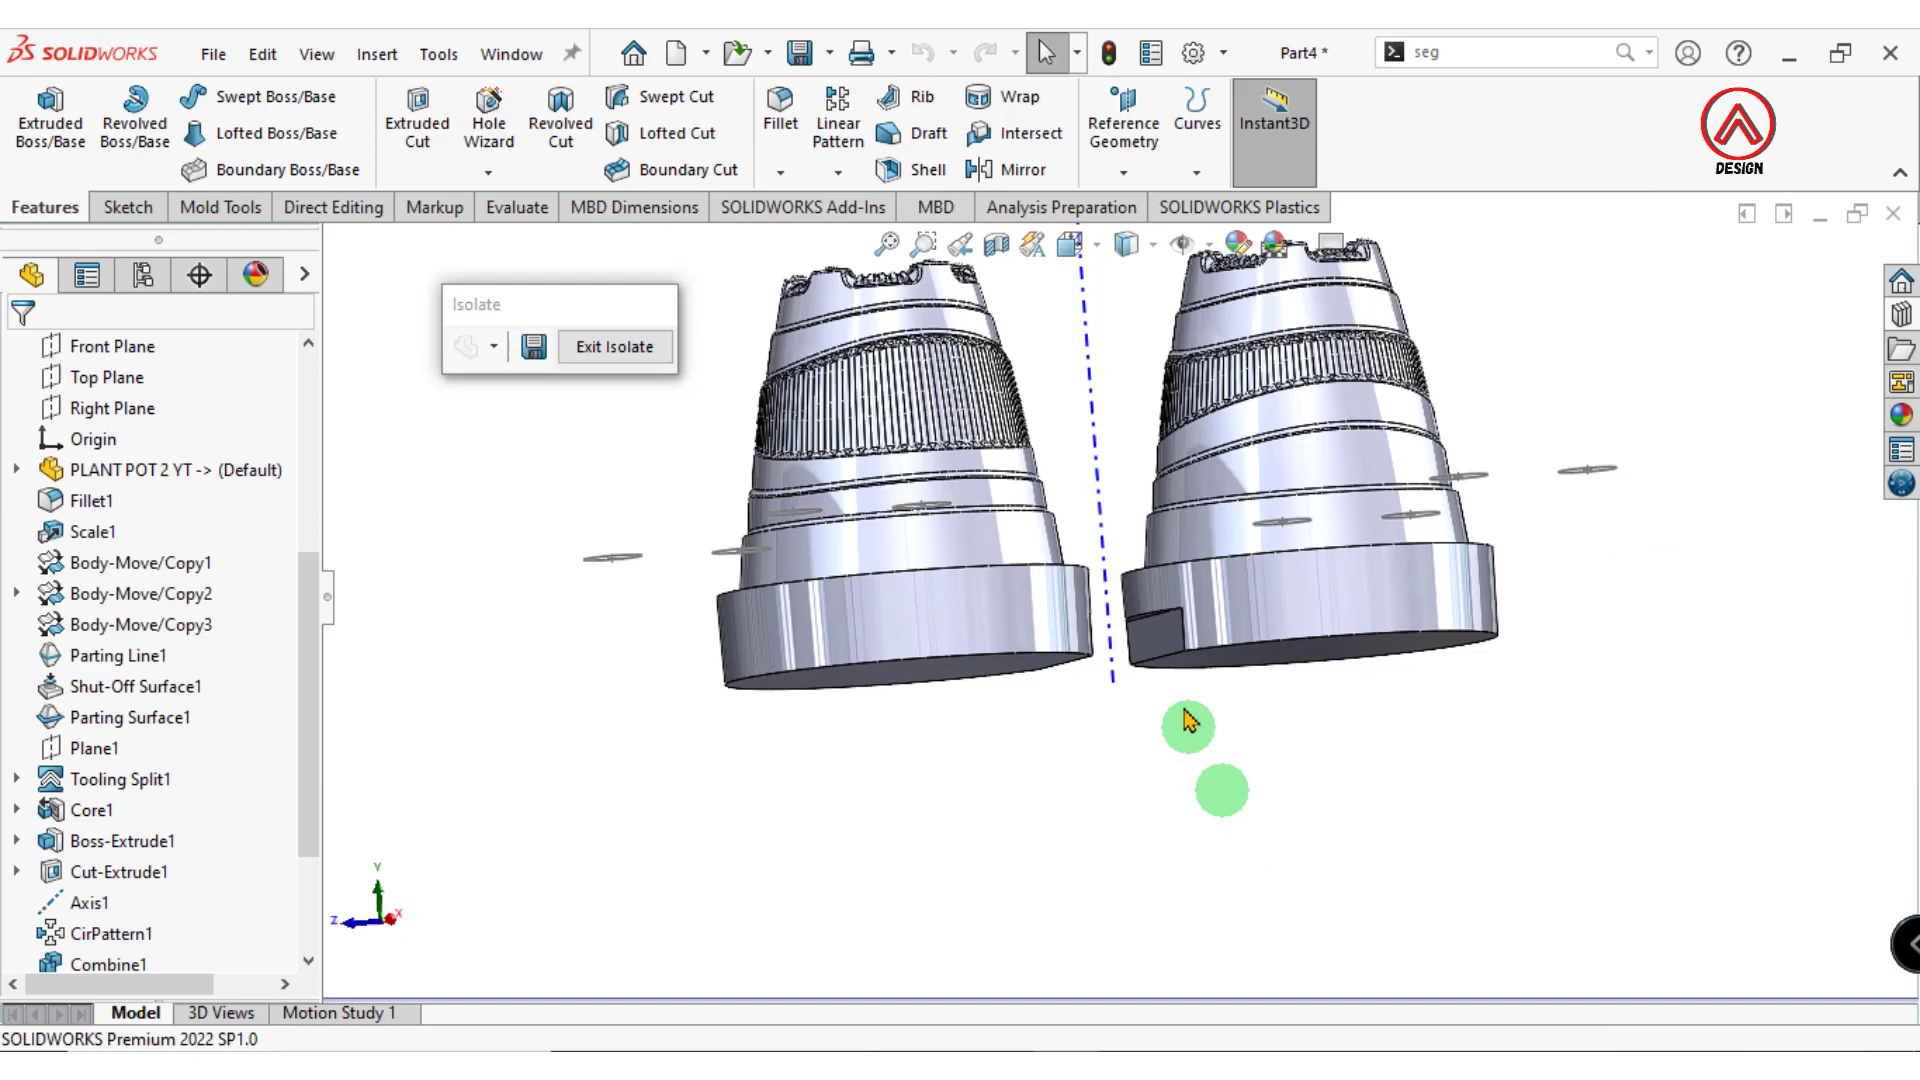 SOLIDWORKS
File Edit View Insert Tools Window
Part4 *
seg
Extruded Boss/Base
Revolved Boss/Base
Swept Boss/Base
Lofted Boss/Base
Boundary Boss/Base
Extruded Cut
Hole Wizard
Revolved Cut
Swept Cut
Lofted Cut
Boundary Cut
Fillet
Linear Pattern
Rib
Draft
Shell
Wrap
Intersect
Mirror
Reference Geometry
Curves
Instant3D
DESIGN
Features Sketch Mold Tools Direct Editing Markup Evaluate MBD Dimensions SOLIDWORKS Add-Ins MBD Analysis Preparation SOLIDWORKS Plastics
Isolate
Exit Isolate
Front Plane
Top Plane
Right Plane
Origin
PLANT POT 2 YT -> (Default)
Fillet1
Scale1
Body-Move/Copy1
Body-Move/Copy2
Body-Move/Copy3
Parting Line1
Shut-Off Surface1
Parting Surface1
Plane1
Tooling Split1
Core1
Boss-Extrude1
Cut-Extrude1
Axis1
CirPattern1
Combine1
Y
Z
X
Model 3D Views Motion Study 1
SOLIDWORKS Premium 2022 SP1.0